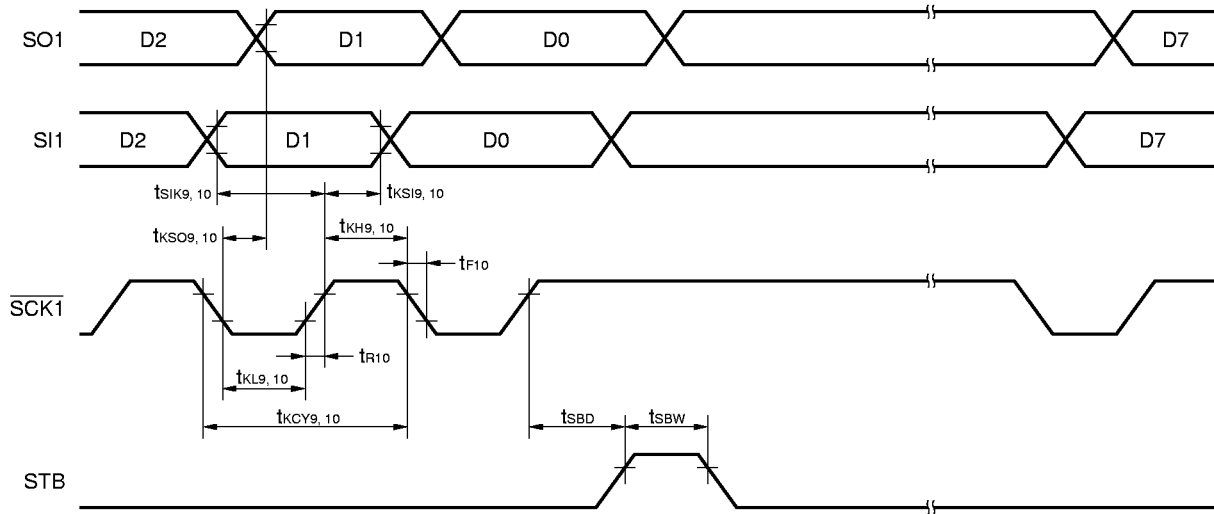 SO1 D2 D1 D0 D7
SI1 D2 D1 D0 D7
tSIK9, 10 tKSI9, 10
tKSO9, 10 tKH9, 10
tF10
SCK1
tR10
tKL9, 10
tKCY9, 10 tSBD tSBW
STB